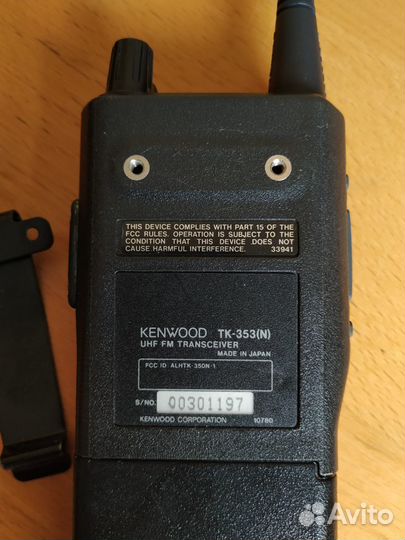 THIS DEVICE COMPLIES WITH PART 15 OF THE
FCC RULES. OPERATION IS SUBJECT TO THE
CONDITION THAT THIS DEVICE DOES NOT
CAUSE HARMFUL INTERFERENCE. 33941
KENWOOD TK-353(N)
UHF FM TRANSCEIVER
MADE IN JAPAN
FCC ID: ALHTK-350N-1
S/NO. 00301197
KENWOOD CORPORATION 10780
Avito